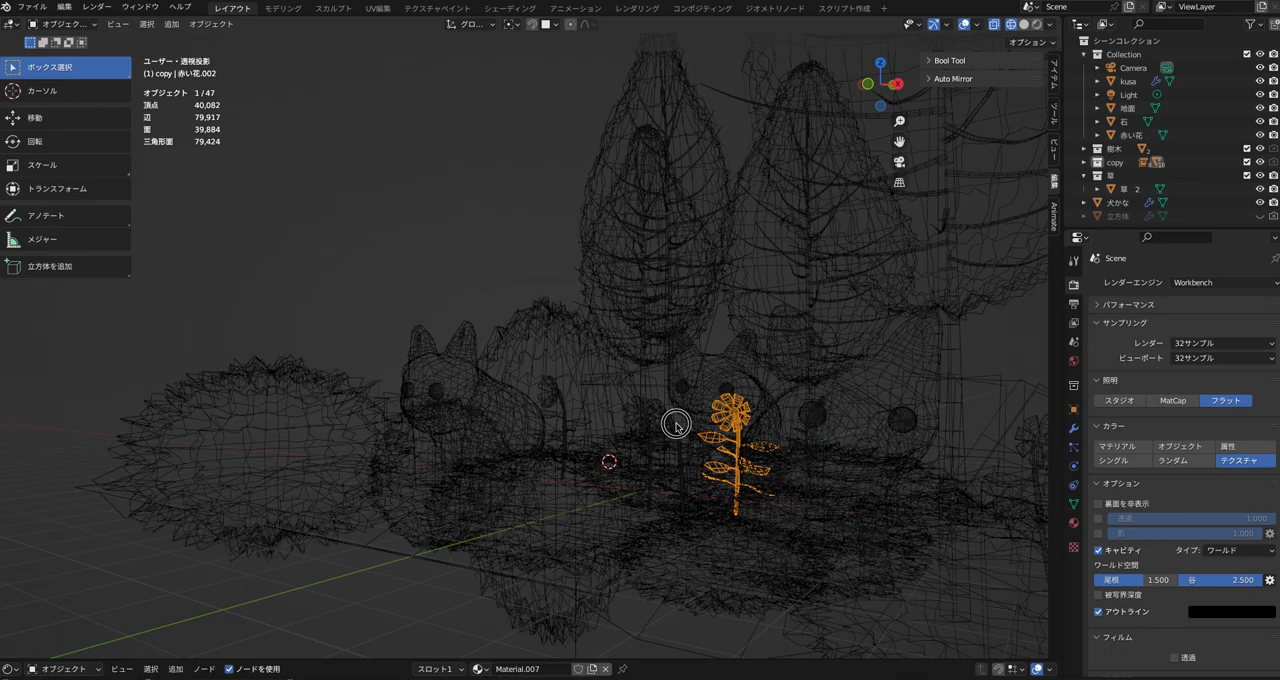 ファイル 編集 レンダー ウィンドウ ヘルプ レイアウト モデリング スカルプト UV編集 テクスチャペイント シェーディング アニメーション レンダリング コンポジティング ジオメトリノード スクリプト作成 + Scene ViewLayer
オブジェク... ビュー 選択 追加 オブジェクト グロ...
オプション
ボックス選択
カーソル
移動
回転
スケール
トランスフォーム
アノテート
メジャー
立方体を追加
ユーザー・透視投影
(1) copy | 赤い花.002
オブジェクト 1/47
頂点 40,082
辺 79,917
面 39,884
三角形面 79,424
Z
X
Bool Tool
Auto Mirror
アイテム
ツール
ビュー
編集
Animate
シーンコレクション
Collection
Camera
kusa
Light
地面
石
赤い花
樹木 2
copy
草
草 2
犬かな
立方体
Scene
レンダーエンジン Workbench
パフォーマンス
サンプリング
レンダー 32サンプル
ビューポート 32サンプル
照明
スタジオ MatCap フラット
カラー
マテリアル オブジェクト 属性
シングル ランダム テクスチャ
オプション
裏面を非表示
透過 1.000
影 1.000
キャビティ タイプ: ワールド
ワールド空間
尾根 1.500 谷 2.500
被写界深度
アウトライン
フィルム
透過
オブジェクト ビュー 選択 追加 ノード ノードを使用 スロット1 Material.007